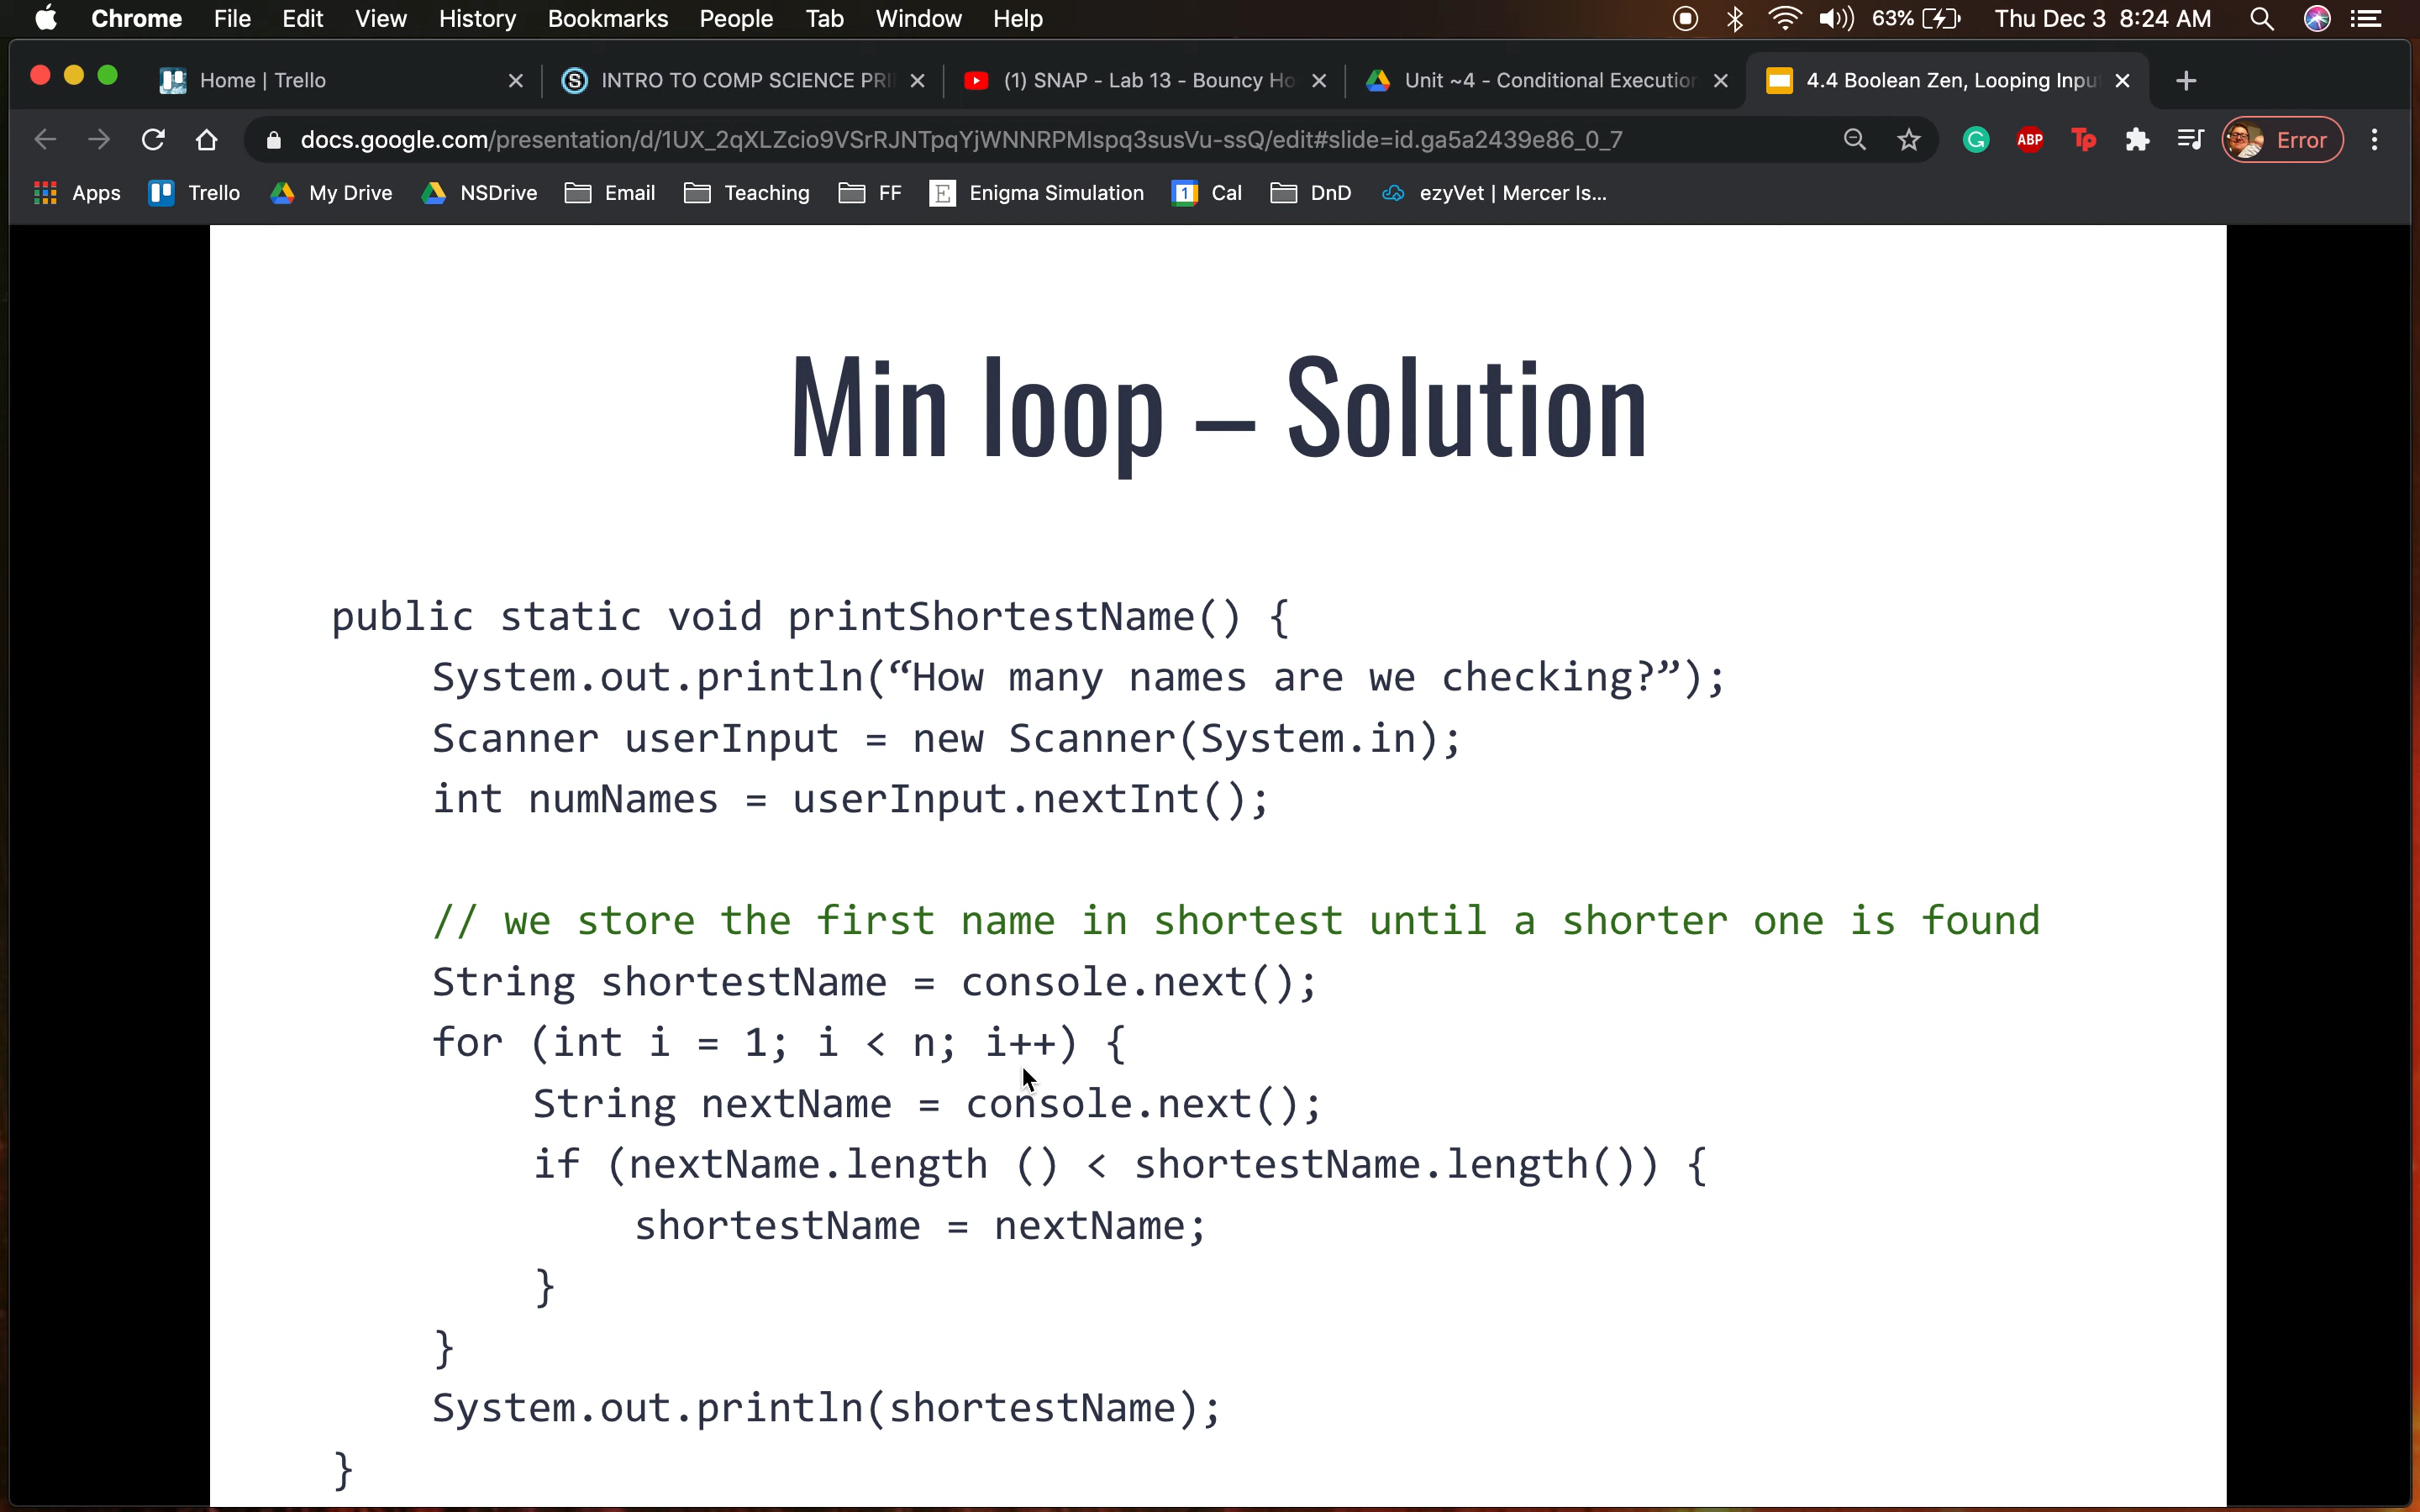 Chrome File Edit View History Bookmarks People Tab Window Help 63% Thu Dec 3 8:24 AM
Home | Trello INTRO TO COMP SCIENCE PRI (1) SNAP - Lab 13 - Bouncy Ho Unit ~4 - Conditional Execution 4.4 Boolean Zen, Looping Inpu
docs.google.com/presentation/d/1UX_2qXLZcio9VSrRJNTpqYjWNNRPMIspq3susVu-ssQ/edit#slide=id.ga5a2439e86_0_7 ABP Tp Error
Apps Trello My Drive NSDrive Email Teaching FF E Enigma Simulation 1 Cal DnD ezyVet | Mercer Is...
Min loop – Solution
public static void printShortestName() {
System.out.println(“How many names are we checking?”);
Scanner userInput = new Scanner(System.in);
int numNames = userInput.nextInt();
// we store the first name in shortest until a shorter one is found
String shortestName = console.next();
for (int i = 1; i < n; i++) {
String nextName = console.next();
if (nextName.length () < shortestName.length()) {
shortestName = nextName;
}
}
System.out.println(shortestName);
}